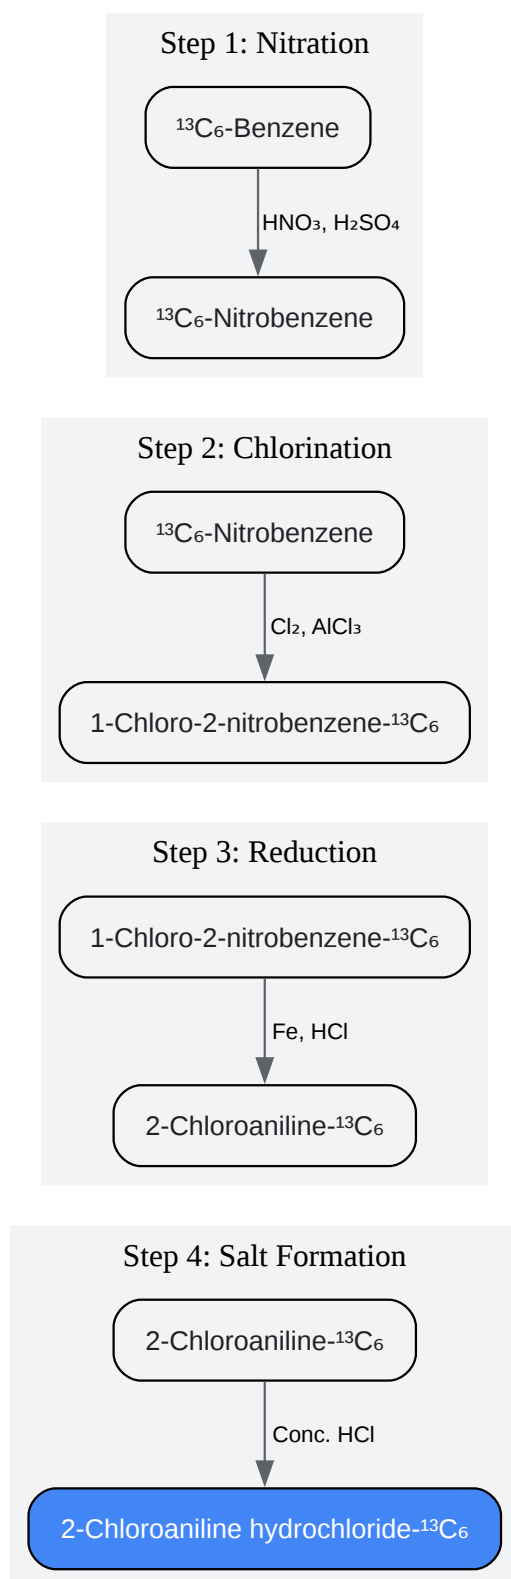 Step 1: Nitration
¹³C₆-Benzene
HNO₃, H₂SO₄
¹³C₆-Nitrobenzene
Step 2: Chlorination
¹³C₆-Nitrobenzene
Cl₂, AlCl₃
1-Chloro-2-nitrobenzene-¹³C₆
Step 3: Reduction
1-Chloro-2-nitrobenzene-¹³C₆
Fe, HCl
2-Chloroaniline-¹³C₆
Step 4: Salt Formation
2-Chloroaniline-¹³C₆
Conc. HCl
2-Chloroaniline hydrochloride-¹³C₆